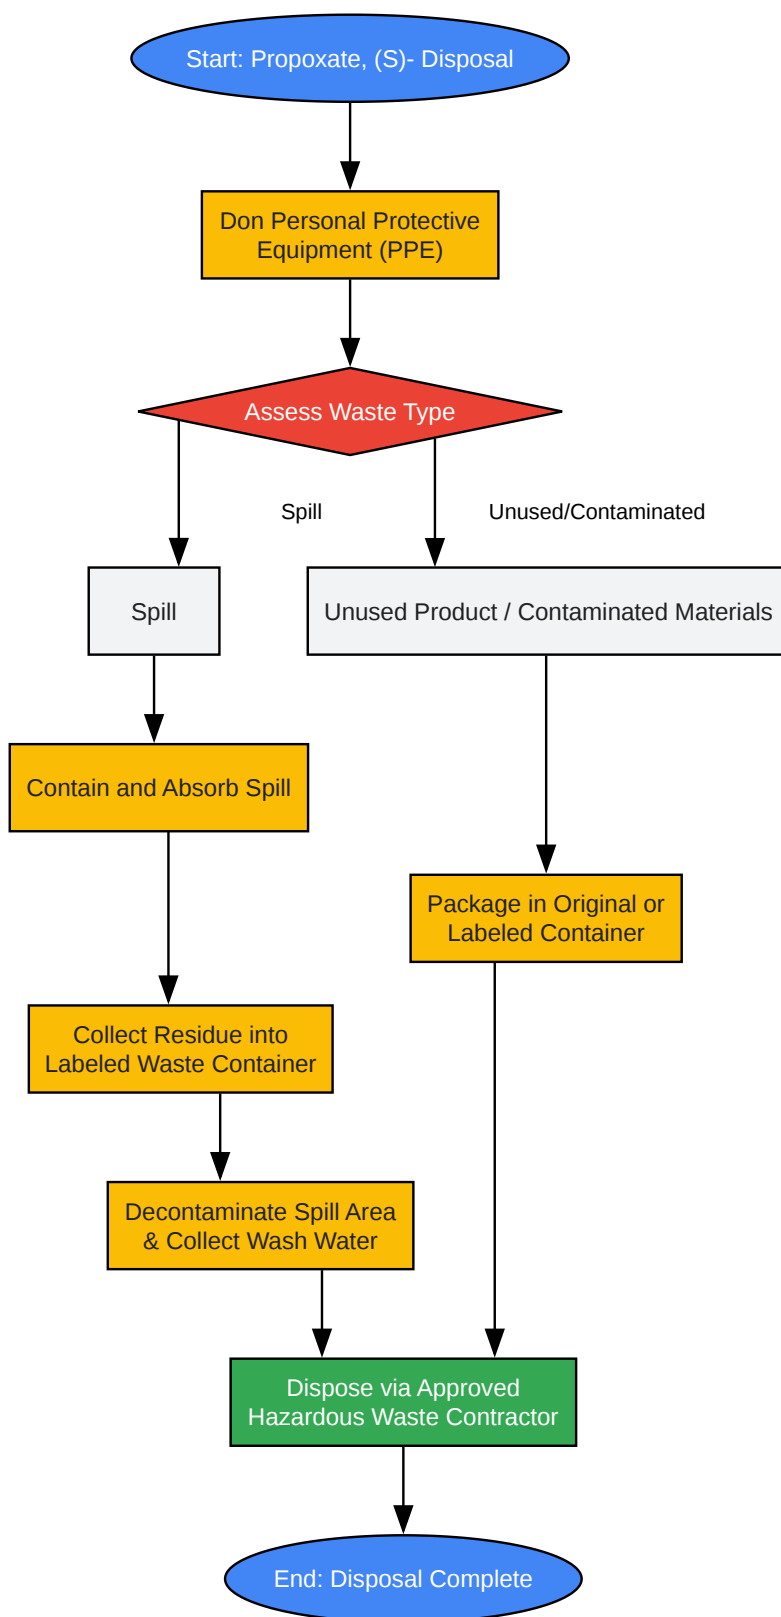 Start: Propoxate, (S)- Disposal
Don Personal Protective
Equipment (PPE)
Assess Waste Type
Spill
Unused/Contaminated
Spill
Unused Product / Contaminated Materials
Contain and Absorb Spill
Package in Original or
Labeled Container
Collect Residue into
Labeled Waste Container
Decontaminate Spill Area
& Collect Wash Water
Dispose via Approved
Hazardous Waste Contractor
End: Disposal Complete